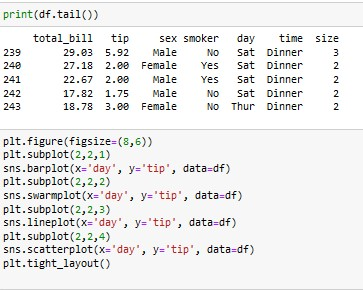 print(df.tail())
total_bill tip sex smoker day time size
239 29.03 5.92 Male No Sat Dinner 3
240 27.18 2.00 Female Yes Sat Dinner 2
241 22.67 2.00 Male Yes Sat Dinner 2
242 17.82 1.75 Male No Sat Dinner 2
243 18.78 3.00 Female No Thur Dinner 2
plt.figure(figsize=(8,6))
plt.subplot(2,2,1)
sns.barplot(x='day', y='tip', data=df)
plt.subplot(2,2,2)
sns.swarmplot(x='day', y='tip', data=df)
plt.subplot(2,2,3)
sns.lineplot(x='day', y='tip', data=df)
plt.subplot(2,2,4)
sns.scatterplot(x='day', y='tip', data=df)
plt.tight_layout()